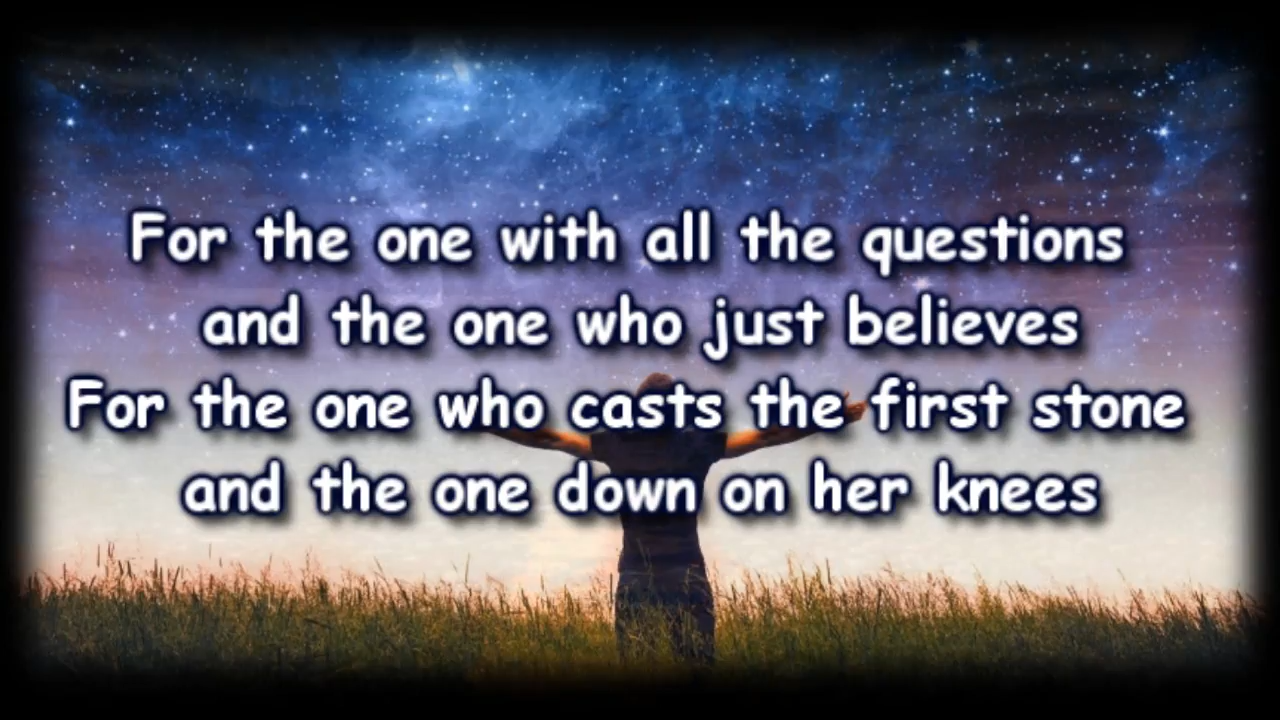 For the one with all the questions
and the one who just believes
For the one who casts the first stone
and the one down on her knees